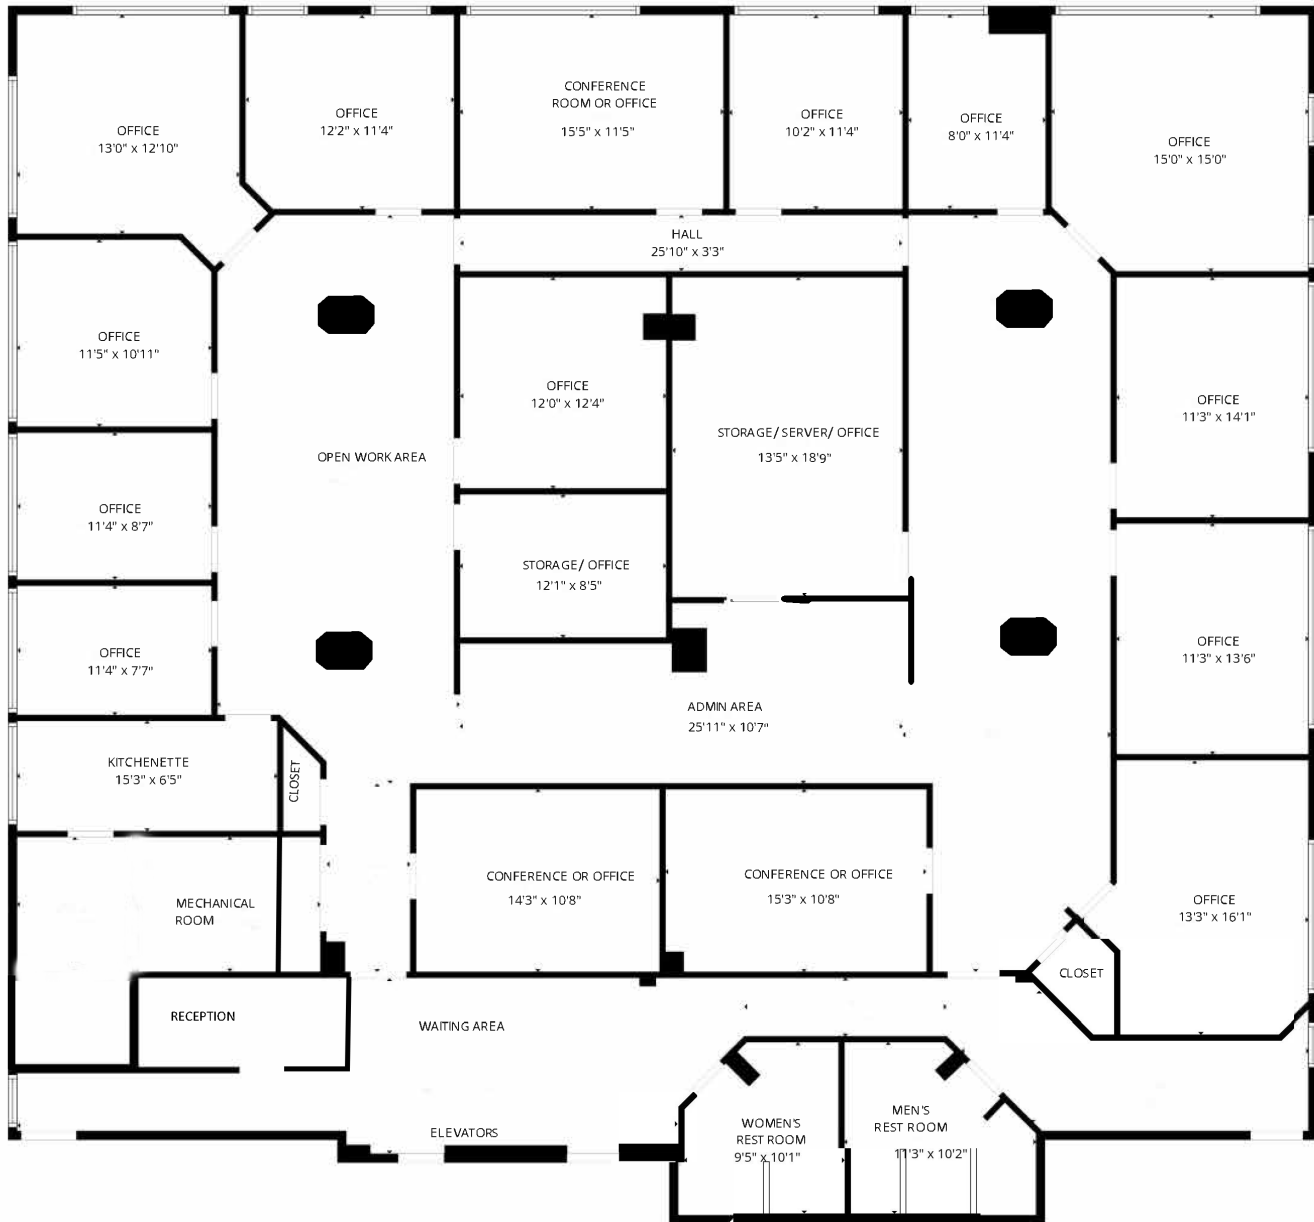 OFFICE
13'0" x 12'10"
OFFICE
12'2" x 11'4"
CONFERENCE
ROOM OR OFFICE
15'5" x 11'5"
OFFICE
10'2" x 11'4"
OFFICE
8'0" x 11'4"
OFFICE
15'0" x 15'0"
HALL
25'10" x 3'3"
OFFICE
11'5" x 10'11"
OFFICE
12'0" x 12'4"
STORAGE/ SERVER/ OFFICE
13'5" x 18'9"
OFFICE
11'3" x 14'1"
OPEN WORK AREA
OFFICE
11'4" x 8'7"
STORAGE/ OFFICE
12'1" x 8'5"
OFFICE
11'4" x 7'7"
OFFICE
11'3" x 13'6"
ADMIN AREA
25'11" x 10'7"
KITCHENETTE
15'3" x 6'5"
CLOSET
CONFERENCE OR OFFICE
14'3" x 10'8"
CONFERENCE OR OFFICE
15'3" x 10'8"
MECHANICAL
ROOM
OFFICE
13'3" x 16'1"
CLOSET
RECEPTION
WAITING AREA
ELEVATORS
WOMEN'S
REST ROOM
9'5" x 10'1"
MEN'S
REST ROOM
11'3" x 10'2"